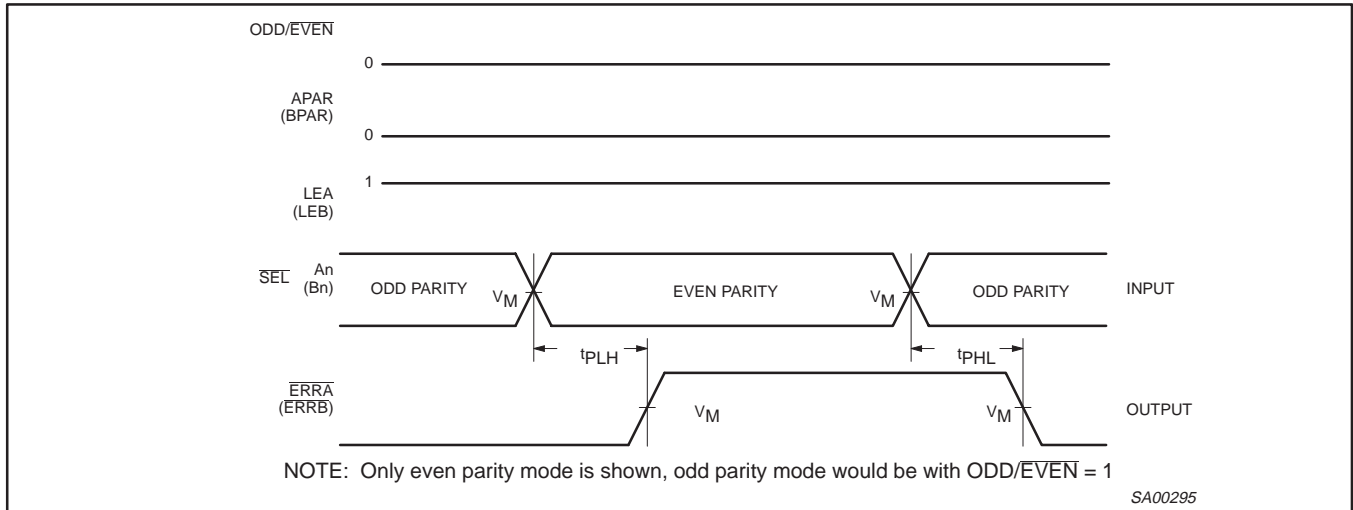 ODD/EVEN
0
APAR
(BPAR)
0
1
LEA
(LEB)
SEL An
(Bn)
ODD PARITY VM EVEN PARITY VM ODD PARITY INPUT
tPLH tPHL
ERRA
(ERRB)
VM VM OUTPUT
NOTE: Only even parity mode is shown, odd parity mode would be with ODD/EVEN = 1
SA00295